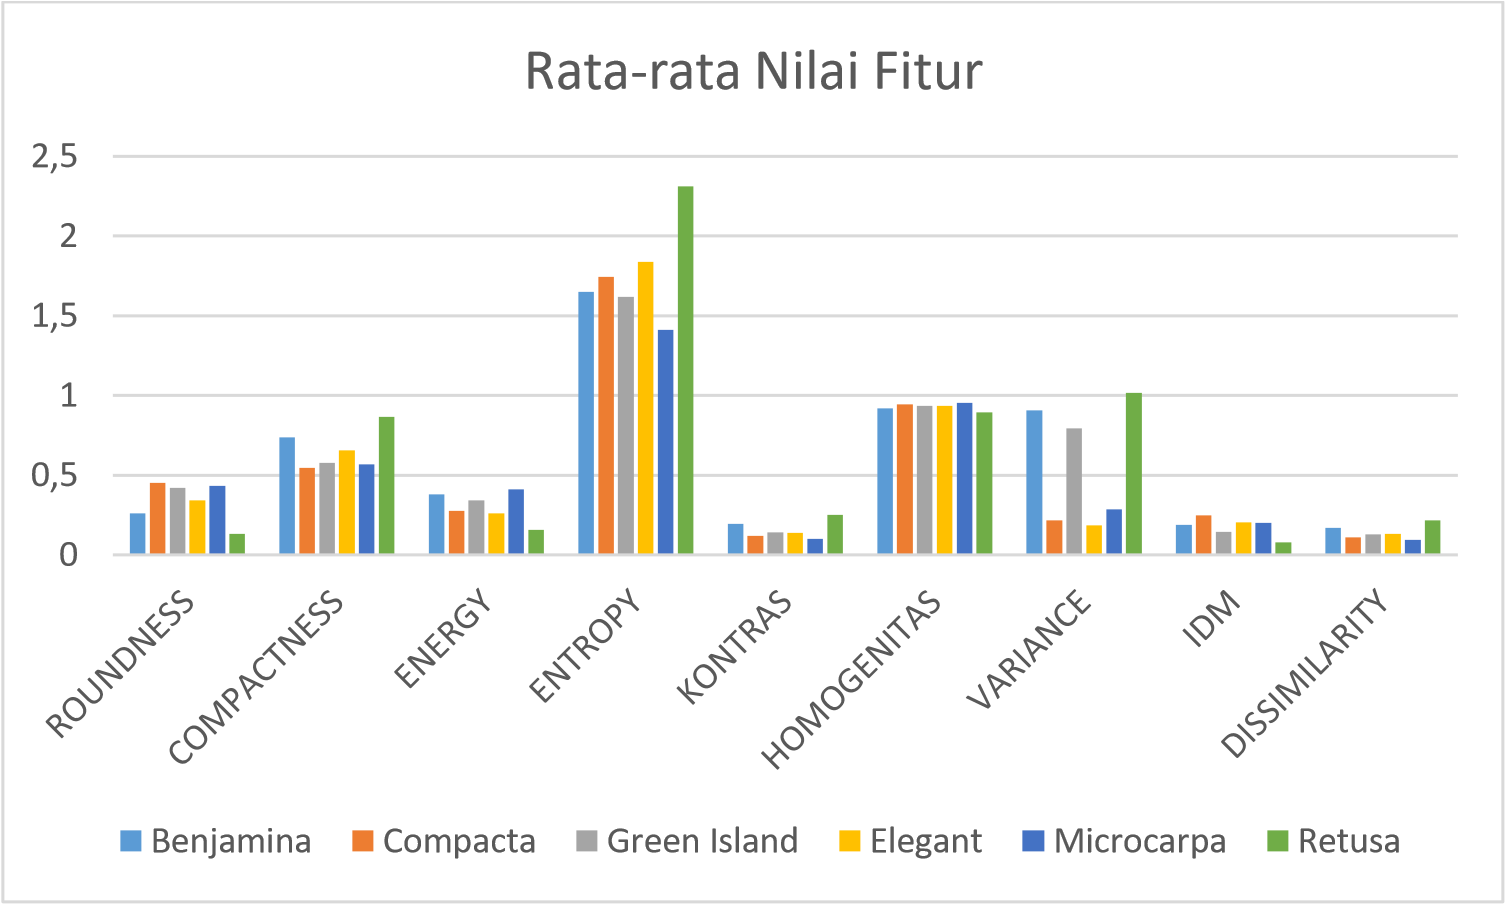 Rata-rata Nilai Fitur
2,5
2
1,5
1
0,5
0
ROUNDNESS
COMPACTNESS
ENERGY
ENTROPY
KONTRAS
HOMOGENITAS
VARIANCE
IDM
DISSIMILARITY
Benjamina Compacta Green Island Elegant Microcarpa Retusa